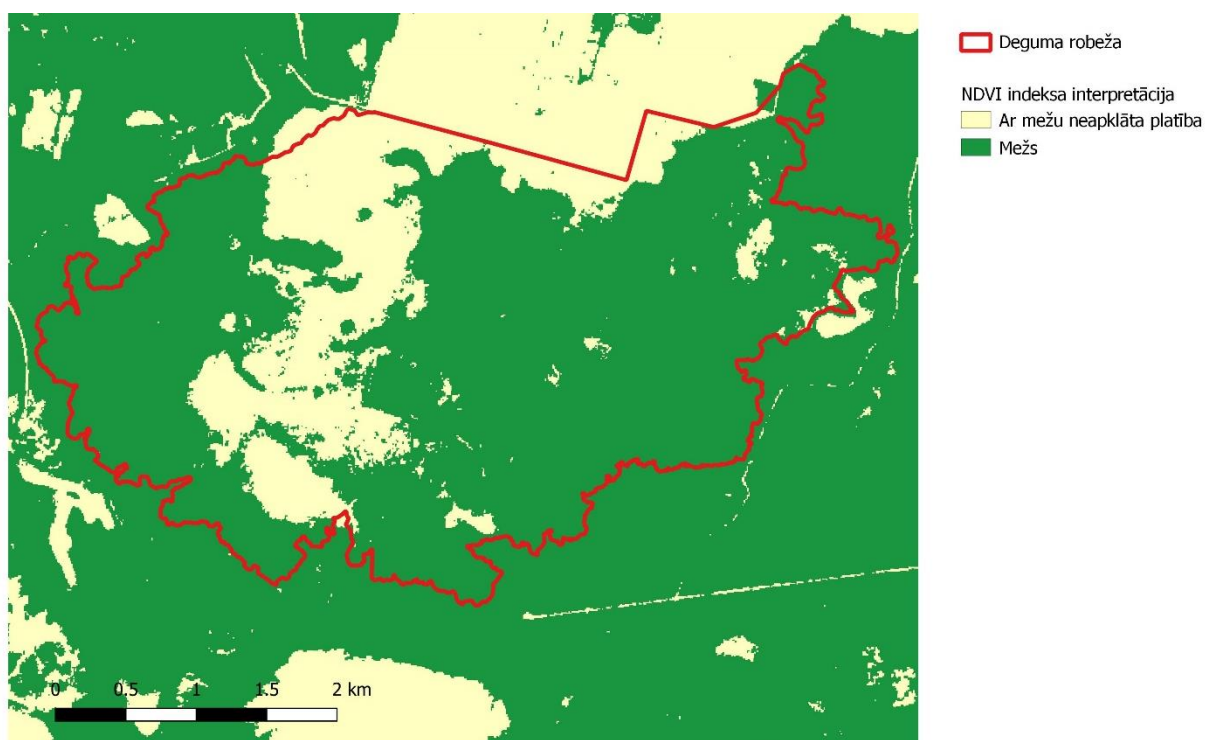 Deguma robeža
NDVI indeksa interpretācija
Ar mežu neapklāta platība
Mežs
0 0.5 1 1.5 2 km